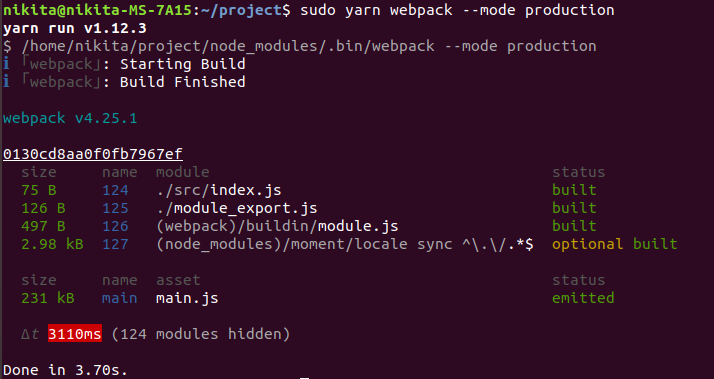 nikita@nikita-MS-7A15:~/project$ sudo yarn webpack --mode production
yarn run v1.12.3
$ /home/nikita/project/node_modules/.bin/webpack --mode production
ℹ ｢webpack｣: Starting Build
ℹ ｢webpack｣: Build Finished
webpack v4.25.1
0130cd8aa0f0fb7967ef
size name module status
75 B 124 ./src/index.js built
126 B 125 ./module_export.js built
497 B 126 (webpack)/buildin/module.js built
2.98 kB 127 (node_modules)/moment/locale sync ^\.\/.*$ optional built
size name asset status
231 kB main main.js emitted
Δt 3110ms (124 modules hidden)
Done in 3.70s.